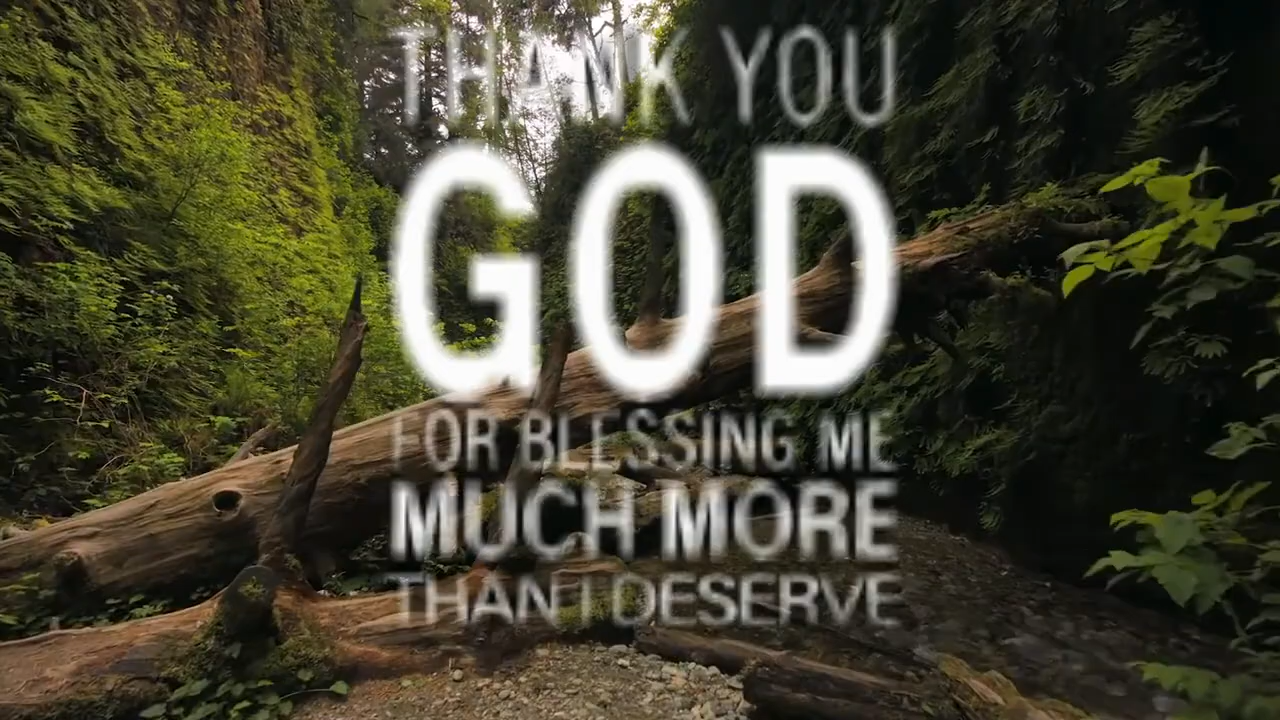 THANK YOU
GOD
FOR BLESSING ME
MUCH MORE
THAN I DESERVE